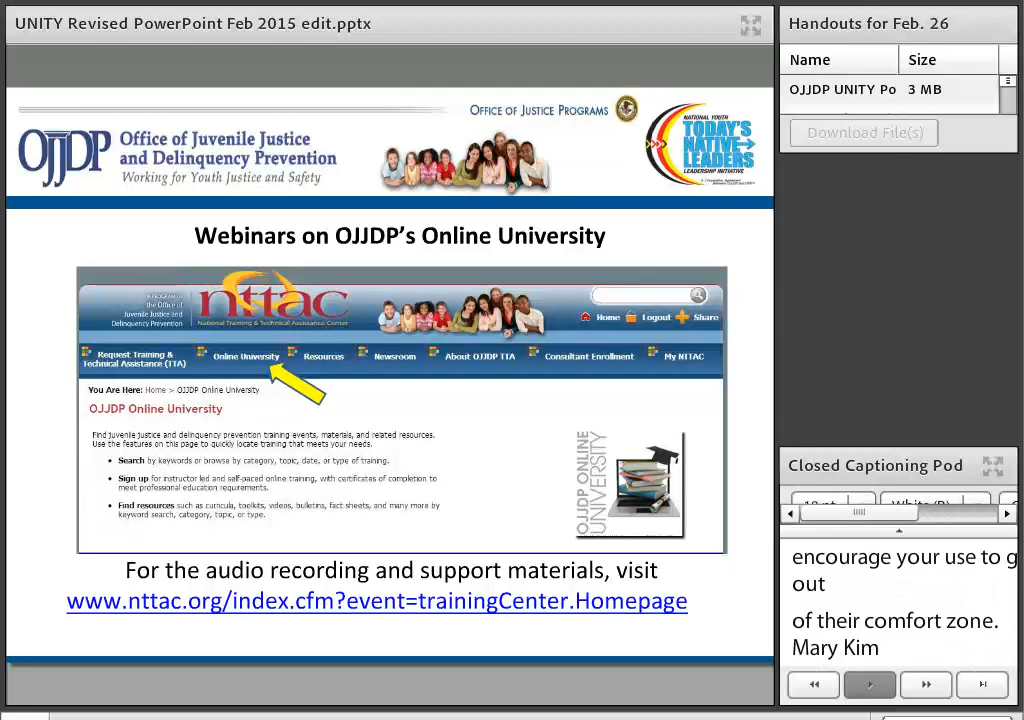 UNITY Revised PowerPoint Feb 2015 edit.pptx
OFFICE OF JUSTICE PROGRAMS
OJJDP
Office of Juvenile Justice
and Delinquency Prevention
Working for Youth Justice and Safety
NATIONAL YOUTH
TODAY'S
NATIVE
LEADERS
LEADERSHIP INITIATIVE
Webinars on OJJDP's Online University
A PROGRAM OF
the Office of
Juvenile Justice and
Delinquency Prevention
nttac
National Training & Technical Assistance Center
Home Logout Share
Request Training &
Technical Assistance (TTA)
Online University
Resources
Newsroom
About OJJDP TTA
Consultant Enrollment
My NTTAC
You Are Here: Home > OJJDP Online University
OJJDP Online University
Find juvenile justice and delinquency prevention training events, materials, and related resources.
Use the features on this page to quickly locate training that meets your needs.
• Search by keywords or browse by category, topic, date, or type of training.
• Sign up for instructor led and self-paced online training, with certificates of completion to
meet professional education requirements.
• Find resources such as curricula, toolkits, videos, bulletins, fact sheets, and many more by
keyword search, category, topic, or type.
OJJDP ONLINE
UNIVERSITY
For the audio recording and support materials, visit
www.nttac.org/index.cfm?event=trainingCenter.Homepage
Handouts for Feb. 26
Name Size
OJJDP UNITY Po 3 MB
Download File(s)
Closed Captioning Pod
encourage your use to g
out
of their comfort zone.
Mary Kim